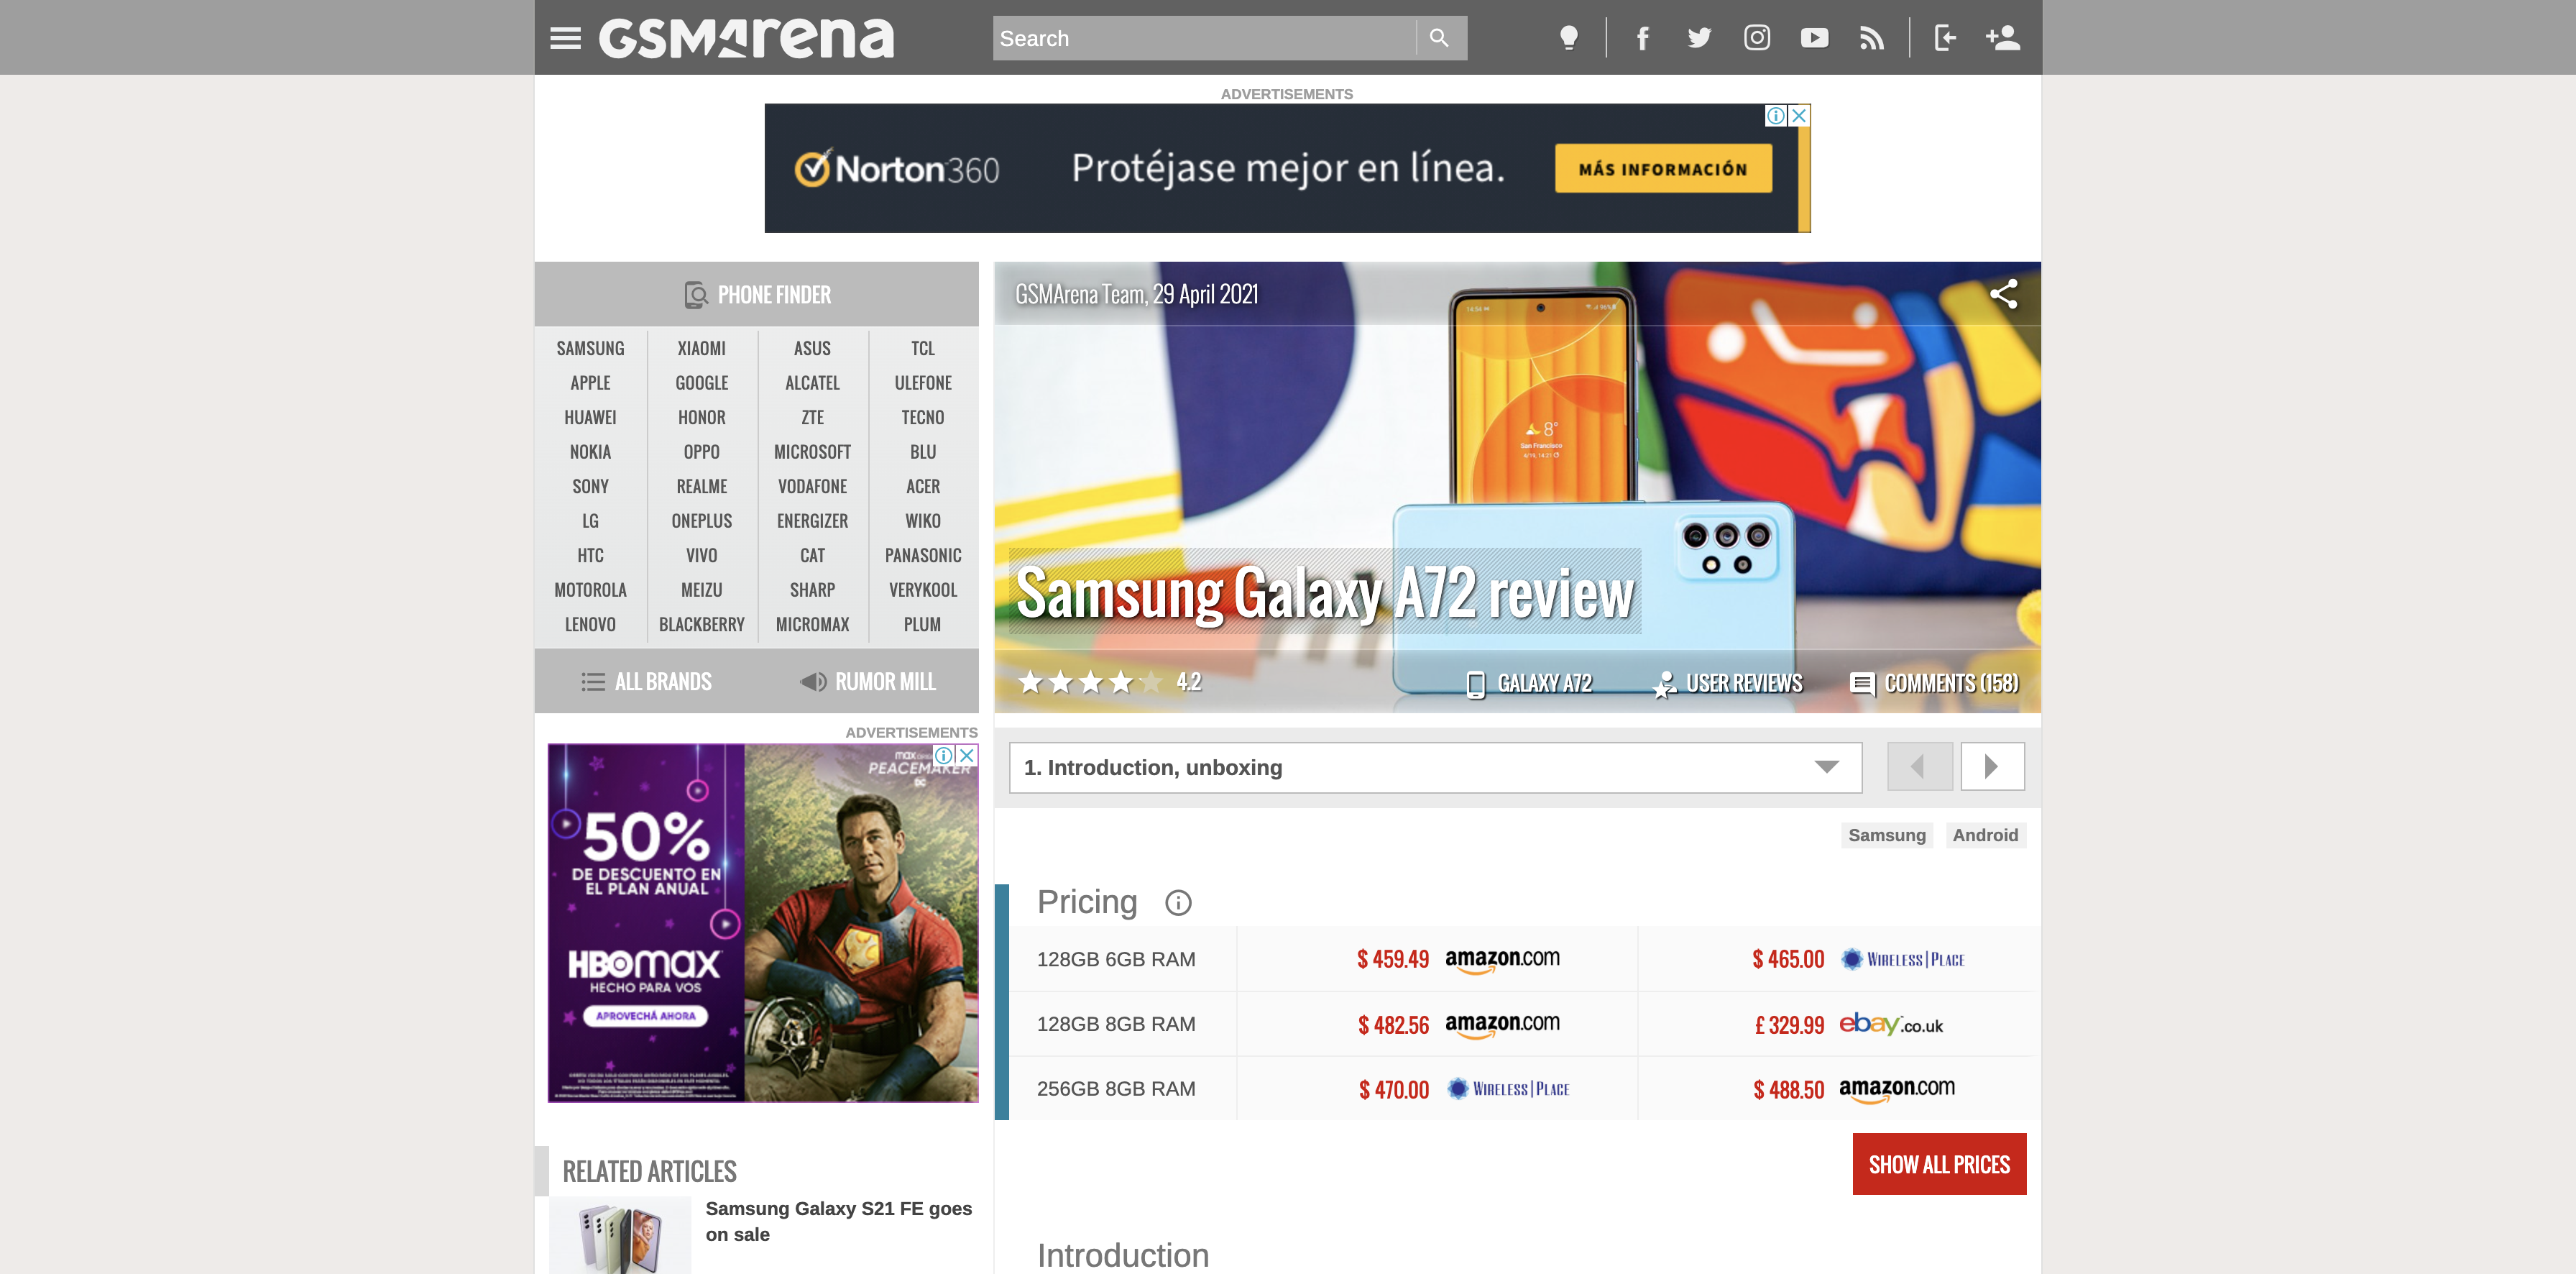 GSMArena
Search
ADVERTISEMENTS
Norton 360
Protéjase mejor en línea.
MÁS INFORMACIÓN
PHONE FINDER
SAMSUNG XIAOMI ASUS TCL
APPLE GOOGLE ALCATEL ULEFONE
HUAWEI HONOR ZTE TECNO
NOKIA OPPO MICROSOFT BLU
SONY REALME VODAFONE ACER
LG ONEPLUS ENERGIZER WIKO
HTC VIVO CAT PANASONIC
MOTOROLA MEIZU SHARP VERYKOOL
LENOVO BLACKBERRY MICROMAX PLUM
ALL BRANDS RUMOR MILL
GSMArena Team, 29 April 2021
8°
San Francisco
Samsung Galaxy A72 review
4.2
GALAXY A72
USER REVIEWS
COMMENTS (158)
ADVERTISEMENTS
PEACEMAKER
DC
50%
DE DESCUENTO EN
EL PLAN ANUAL
HBOmax
HECHO PARA VOS
APROVECHÁ AHORA
RELATED ARTICLES
Samsung Galaxy S21 FE goes
on sale
1. Introduction, unboxing
Samsung Android
Pricing
128GB 6GB RAM $ 459.49 amazon.com $ 465.00 WIRELESS|PLACE
128GB 8GB RAM $ 482.56 amazon.com £ 329.99 ebay.co.uk
256GB 8GB RAM $ 470.00 WIRELESS|PLACE $ 488.50 amazon.com
SHOW ALL PRICES
Introduction